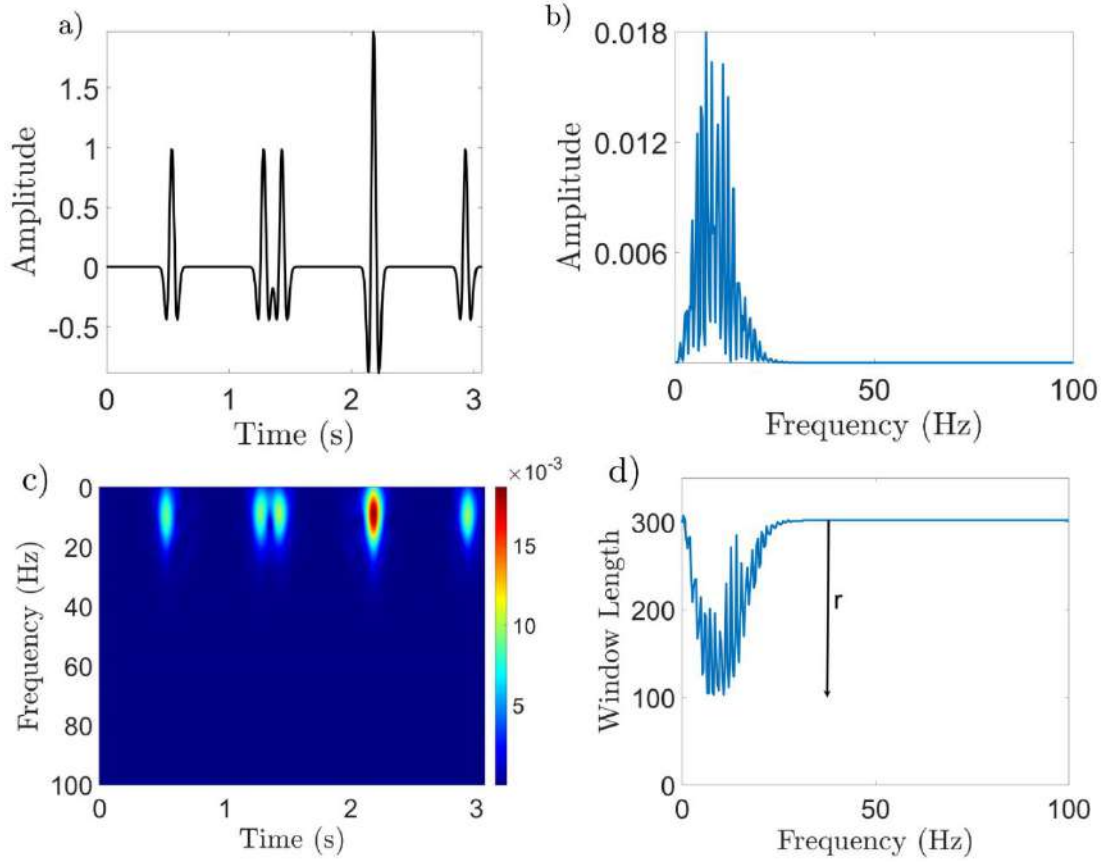 a)
Amplitude
1.5
1
0.5
0
-0.5
0 1 2 3
Time (s)
b)
Amplitude
0.018
0.012
0.006
0 50 100
Frequency (Hz)
c)
Frequency (Hz)
0
20
40
60
80
100
0 1 2 3
Time (s)
×10⁻³
15
10
5
d)
Window Length
300
200
100
0
r
0 50 100
Frequency (Hz)